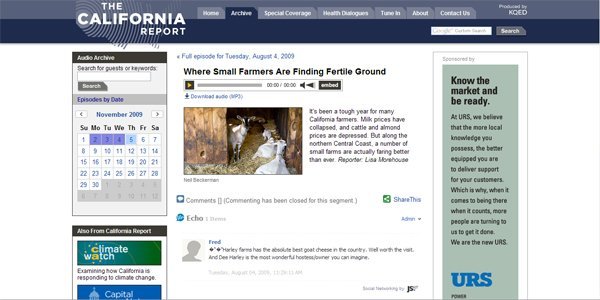 THE
CALIFORNIA
REPORT
Home Archive Special Coverage Health Dialogues Tune In About Contact Us
Produced by
KQED
Google Custom Search Search
Audio Archive
Search for guests or keywords:
Search
Episodes by Date
< November 2009 >
Su Mo Tu We Th Fr Sa
1 2 3 4 5 6 7
8 9 10 11 12 13 14
15 16 17 18 19 20 21
22 23 24 25 26 27 28
29 30
Also From California Report
climate
watch
Examining how California is
responding to climate change.
Capital
« Full episode for Tuesday, August 4, 2009
Where Small Farmers Are Finding Fertile Ground
00:00 / 00:00 embed
Download audio (MP3)
It's been a tough year for many
California farmers. Milk prices have
collapsed, and cattle and almond
prices are depressed. But along the
northern Central Coast, a number of
small farms are actually faring better
than ever. Reporter: Lisa Morehouse
Neil Beckerman
Comments [] (Commenting has been closed for this segment.) ShareThis
Echo 1 Items Admin
Fred
�"�"Harley farms has the absolute best goat cheese in the country. Well worth the visit.
And Dee Harley is the most wonderful hostess/owner you can imagine.
Tuesday, August 04, 2009, 11:26:11 AM
Social Networking by JS
Sponsored by
Know the
market and
be ready.
At URS, we believe
that the more local
knowledge you
possess, the better
equipped you are
to deliver support
for your customers.
Which is why, when it
comes to being there
when it counts, more
people are turning to
us to get it done.
We are the new URS.
URS
POWER